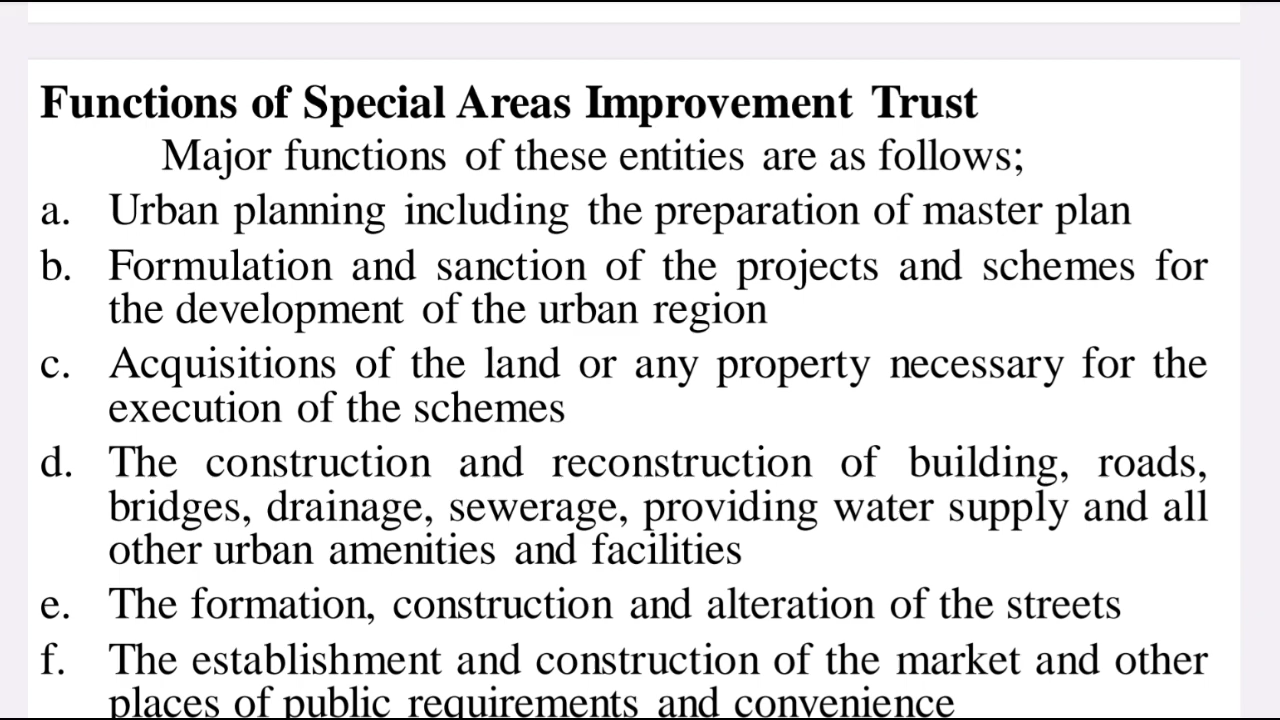 Functions of Special Areas Improvement Trust
Major functions of these entities are as follows;
a. Urban planning including the preparation of master plan
b. Formulation and sanction of the projects and schemes for
the development of the urban region
c. Acquisitions of the land or any property necessary for the
execution of the schemes
d. The construction and reconstruction of building, roads,
bridges, drainage, sewerage, providing water supply and all
other urban amenities and facilities
e. The formation, construction and alteration of the streets
f. The establishment and construction of the market and other
places of public requirements and convenience